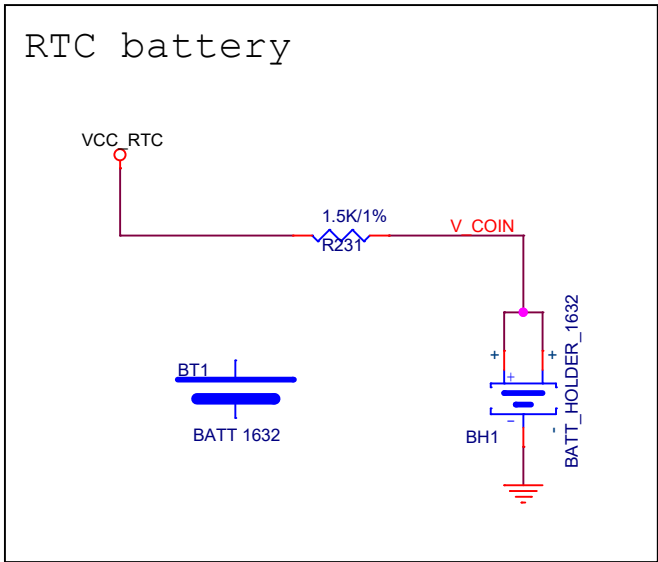 RTC battery
VCC_RTC
1.5K/1%
R231
V_COIN
BT1
BATT 1632
+ +
+
-
-
BH1
BATT_HOLDER_1632